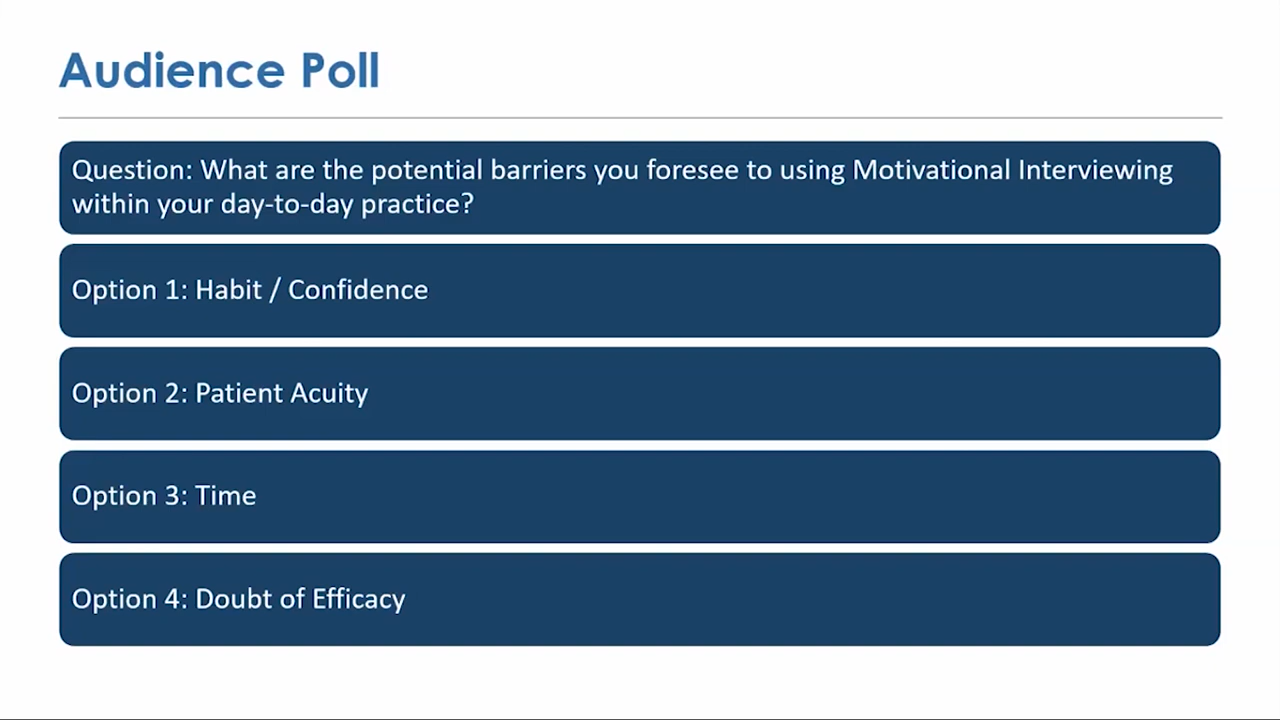 Audience Poll
Question: What are the potential barriers you foresee to using Motivational Interviewing
within your day-to-day practice?
Option 1: Habit / Confidence
Option 2: Patient Acuity
Option 3: Time
Option 4: Doubt of Efficacy